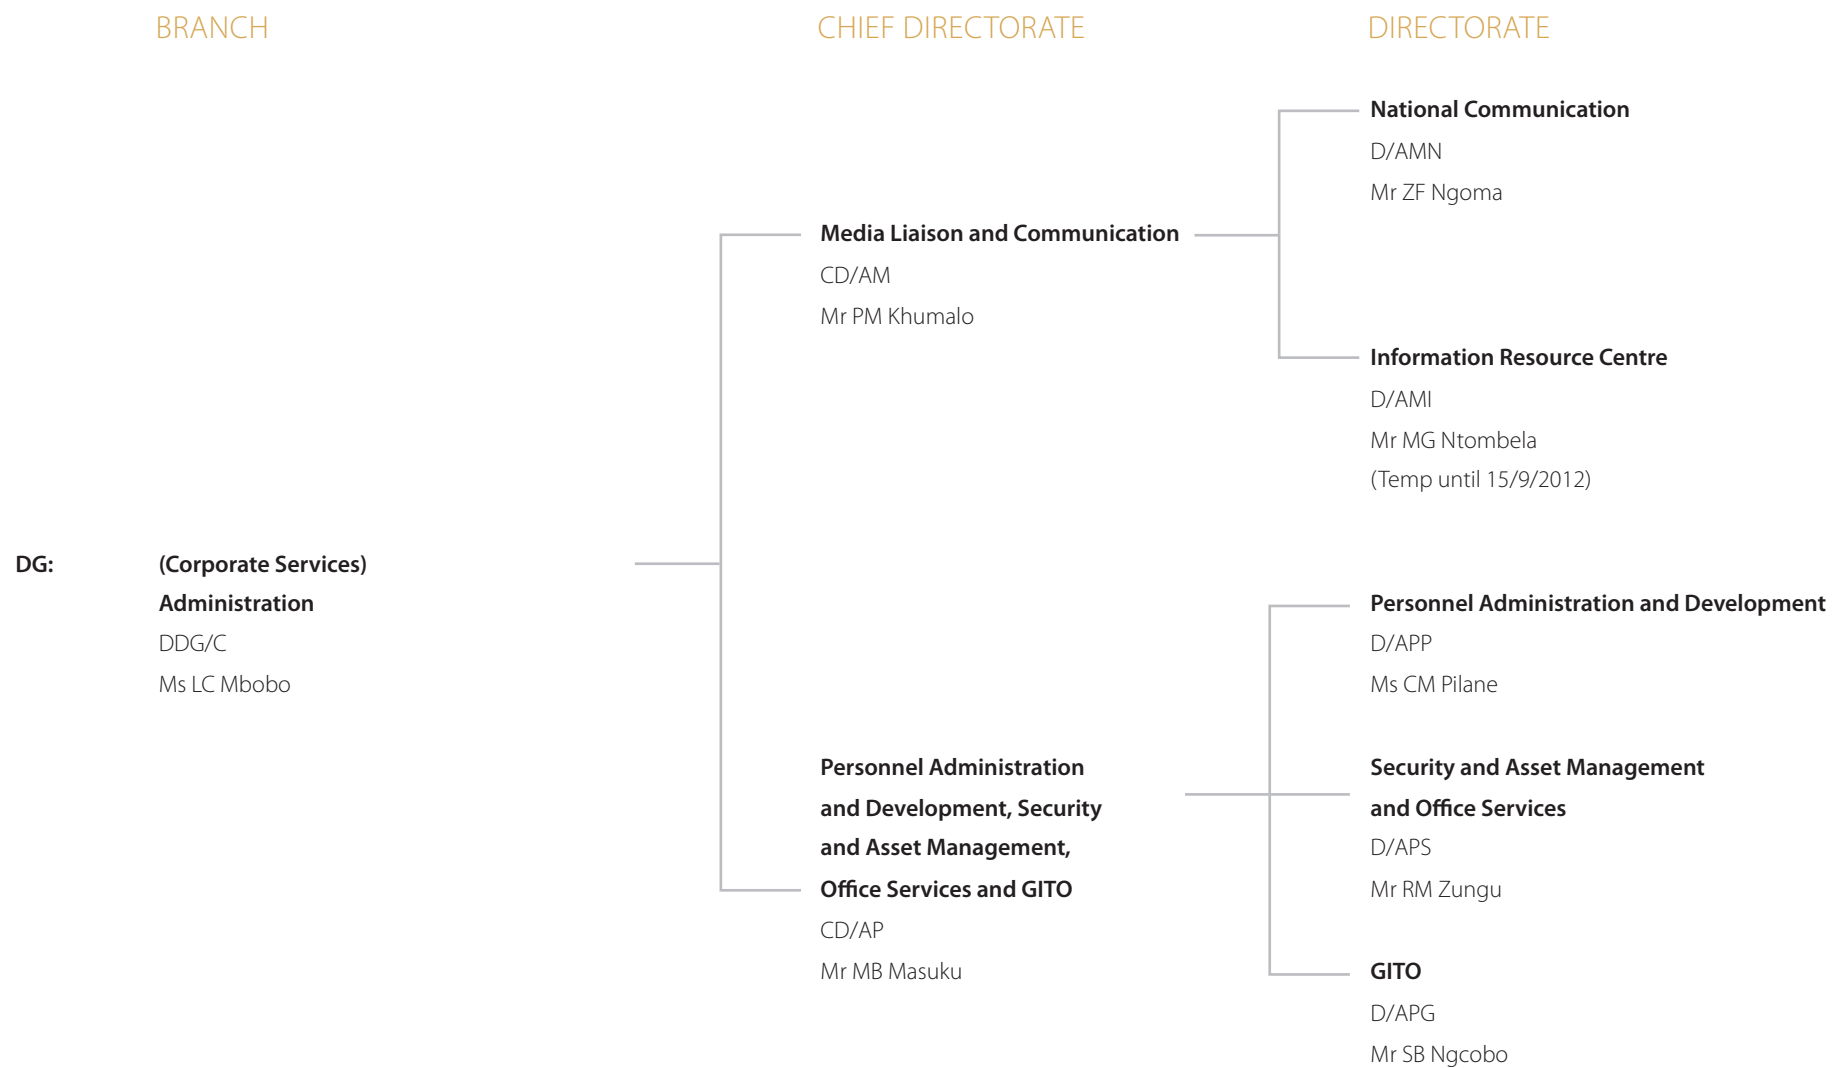 BRANCH
CHIEF DIRECTORATE
DIRECTORATE
DG:
(Corporate Services)
Administration
DDG/C
Ms LC Mbobo
Media Liaison and Communication
CD/AM
Mr PM Khumalo
National Communication
D/AMN
Mr ZF Ngoma
Information Resource Centre
D/AMI
Mr MG Ntombela
(Temp until 15/9/2012)
Personnel Administration
and Development, Security
and Asset Management,
Office Services and GITO
CD/AP
Mr MB Masuku
Personnel Administration and Development
D/APP
Ms CM Pilane
Security and Asset Management
and Office Services
D/APS
Mr RM Zungu
GITO
D/APG
Mr SB Ngcobo